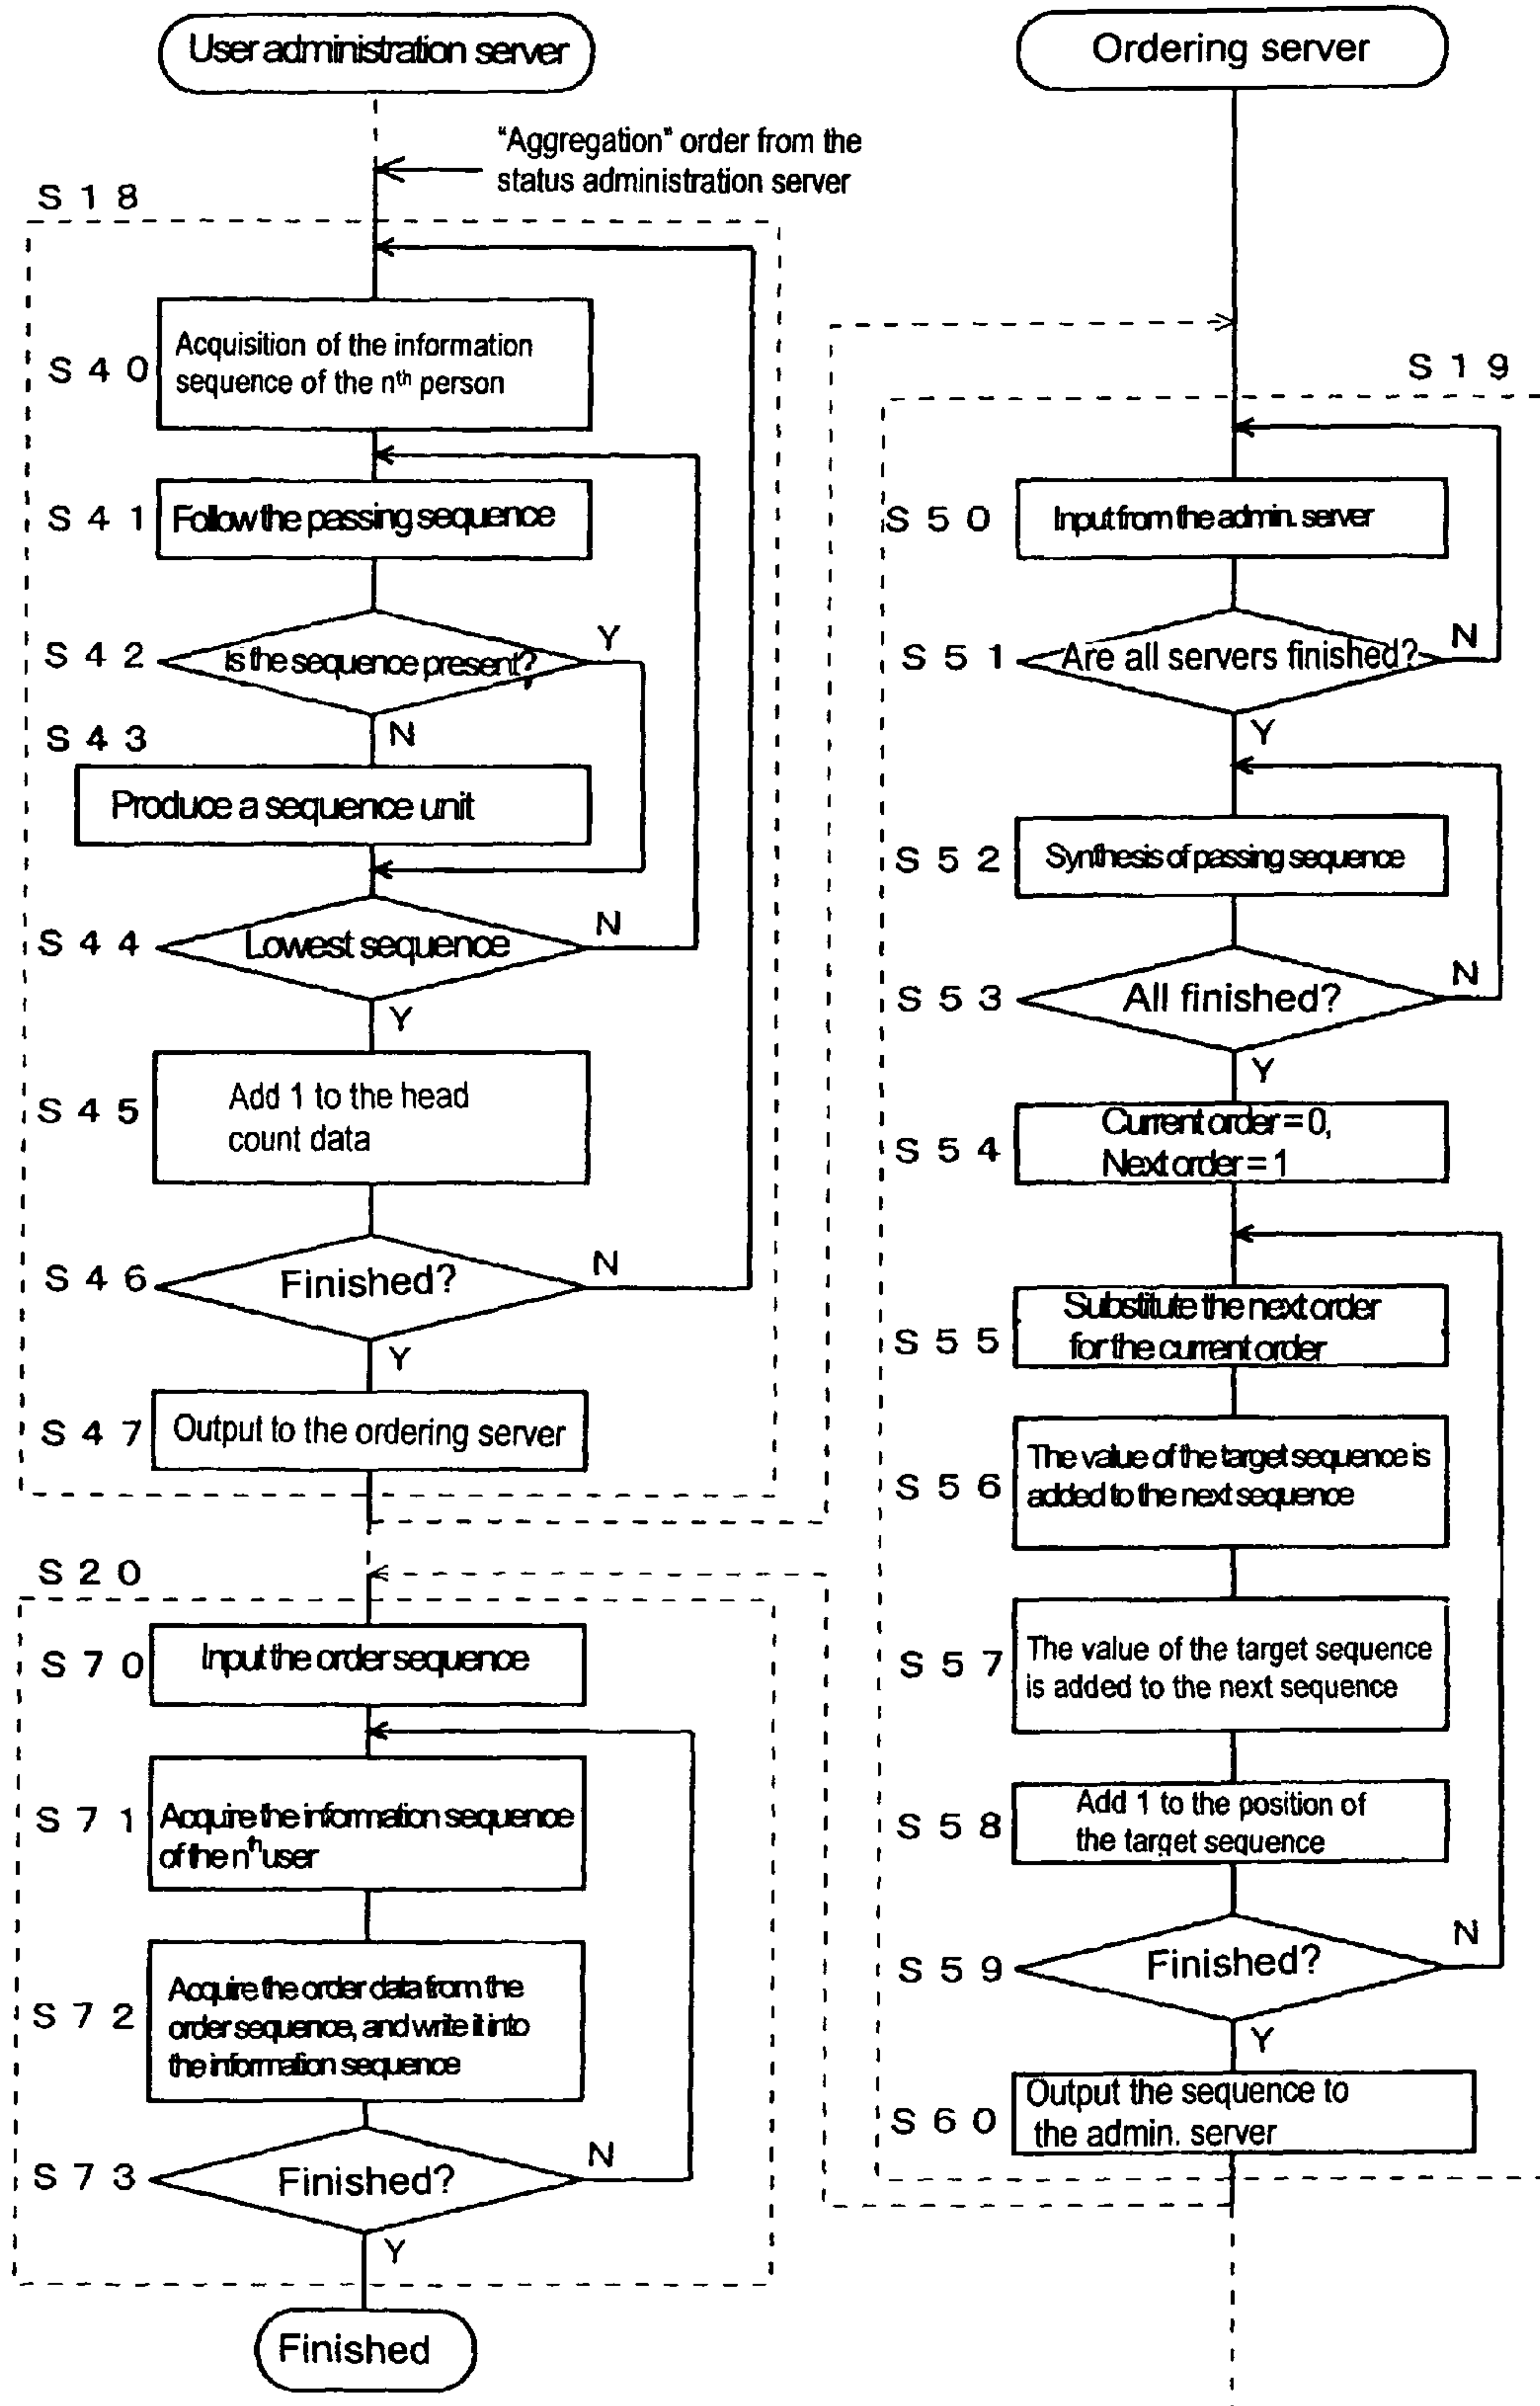 User administration server
"Aggregation" order from the
status administration server
S 1 8
S 4 0
Acquisition of the information
sequence of the nth person
S 4 1
Follow the passing sequence
S 4 2
Is the sequence present?
Y
N
S 4 3
Produce a sequence unit
S 4 4
Lowest sequence
N
Y
S 4 5
Add 1 to the head
count data
S 4 6
Finished?
N
Y
S 4 7
Output to the ordering server
S 2 0
S 7 0
Input the order sequence
S 7 1
Acquire the information sequence
of the nth user
S 7 2
Acquire the order data from the
order sequence, and write it into
the information sequence
S 7 3
Finished?
N
Y
Finished
Ordering server
S 1 9
S 5 0
Input from the admin. server
S 5 1
Are all servers finished?
N
Y
S 5 2
Synthesis of passing sequence
S 5 3
All finished?
N
Y
S 5 4
Current order = 0,
Next order = 1
S 5 5
Substitute the next order
for the current order
S 5 6
The value of the target sequence is
added to the next sequence
S 5 7
The value of the target sequence
is added to the next sequence
S 5 8
Add 1 to the position of
the target sequence
S 5 9
Finished?
N
Y
S 6 0
Output the sequence to
the admin. server